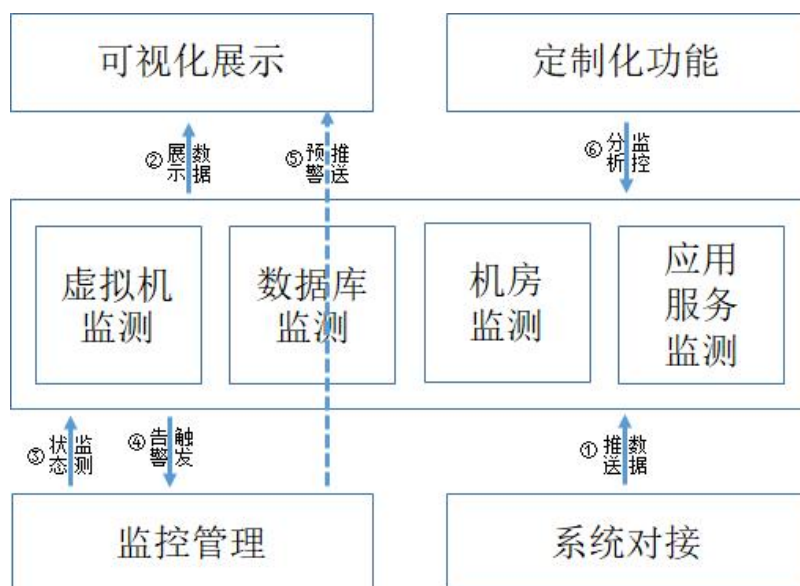 可视化展示
定制化功能
②展示 数据
⑤预警 推送
⑥分析 监控
虚拟机
监测
数据库
监测
机房
监测
应用
服务
监测
③状态 监测
④告警 触发
①推送 数据
监控管理
系统对接